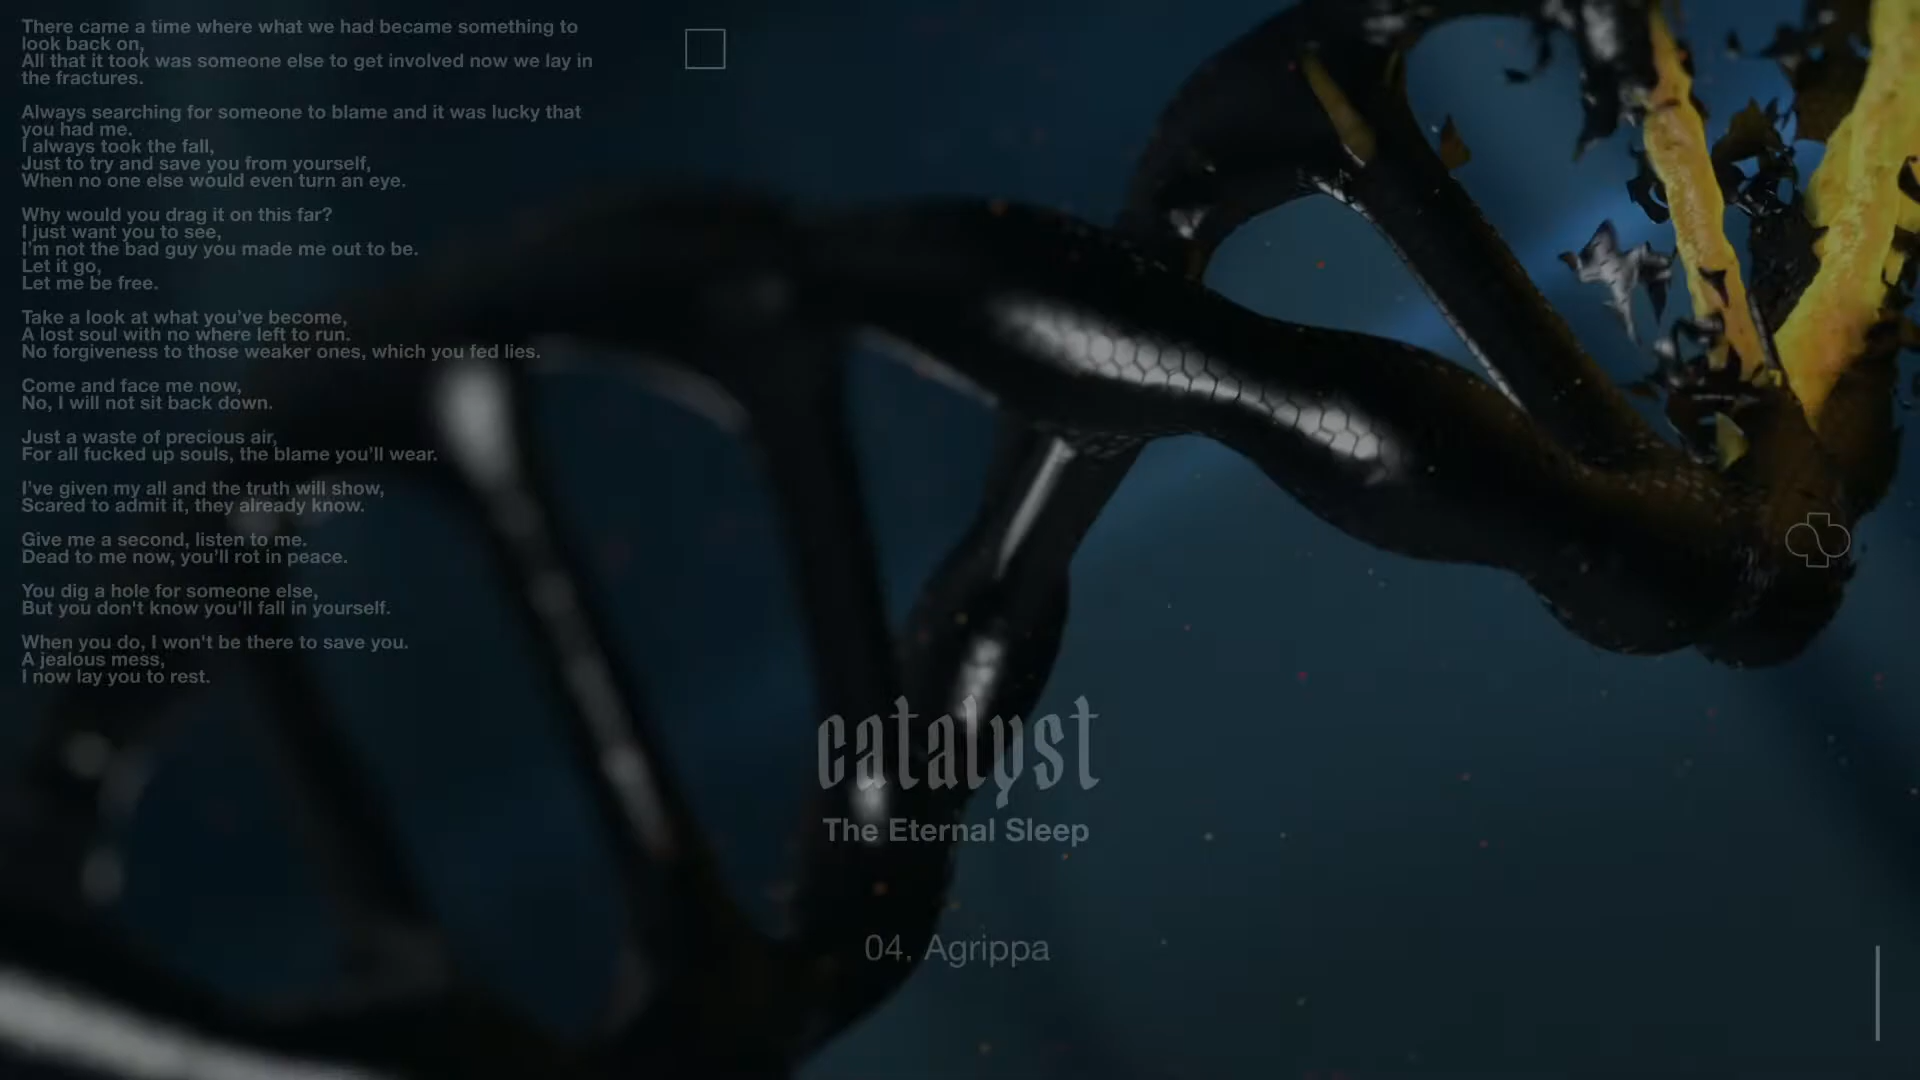 There came a time where what we had became something to
look back on,
All that it took was someone else to get involved now we lay in
the fractures.
Always searching for someone to blame and it was lucky that
you had me.
I always took the fall,
Just to try and save you from yourself,
When no one else would even turn an eye.
Why would you drag it on this far?
I just want you to see,
I'm not the bad guy you made me out to be.
Let it go,
Let me be free.
Take a look at what you've become,
A lost soul with no where left to run.
No forgiveness to those weaker ones, which you fed lies.
Come and face me now,
No, I will not sit back down.
Just a waste of precious air,
For all fucked up souls, the blame you'll wear.
I've given my all and the truth will show,
Scared to admit it, they already know.
Give me a second, listen to me.
Dead to me now, you'll rot in peace.
You dig a hole for someone else,
But you don't know you'll fall in yourself.
When you do, I won't be there to save you.
A jealous mess,
I now lay you to rest.
catalyst
The Eternal Sleep
04. Agrippa